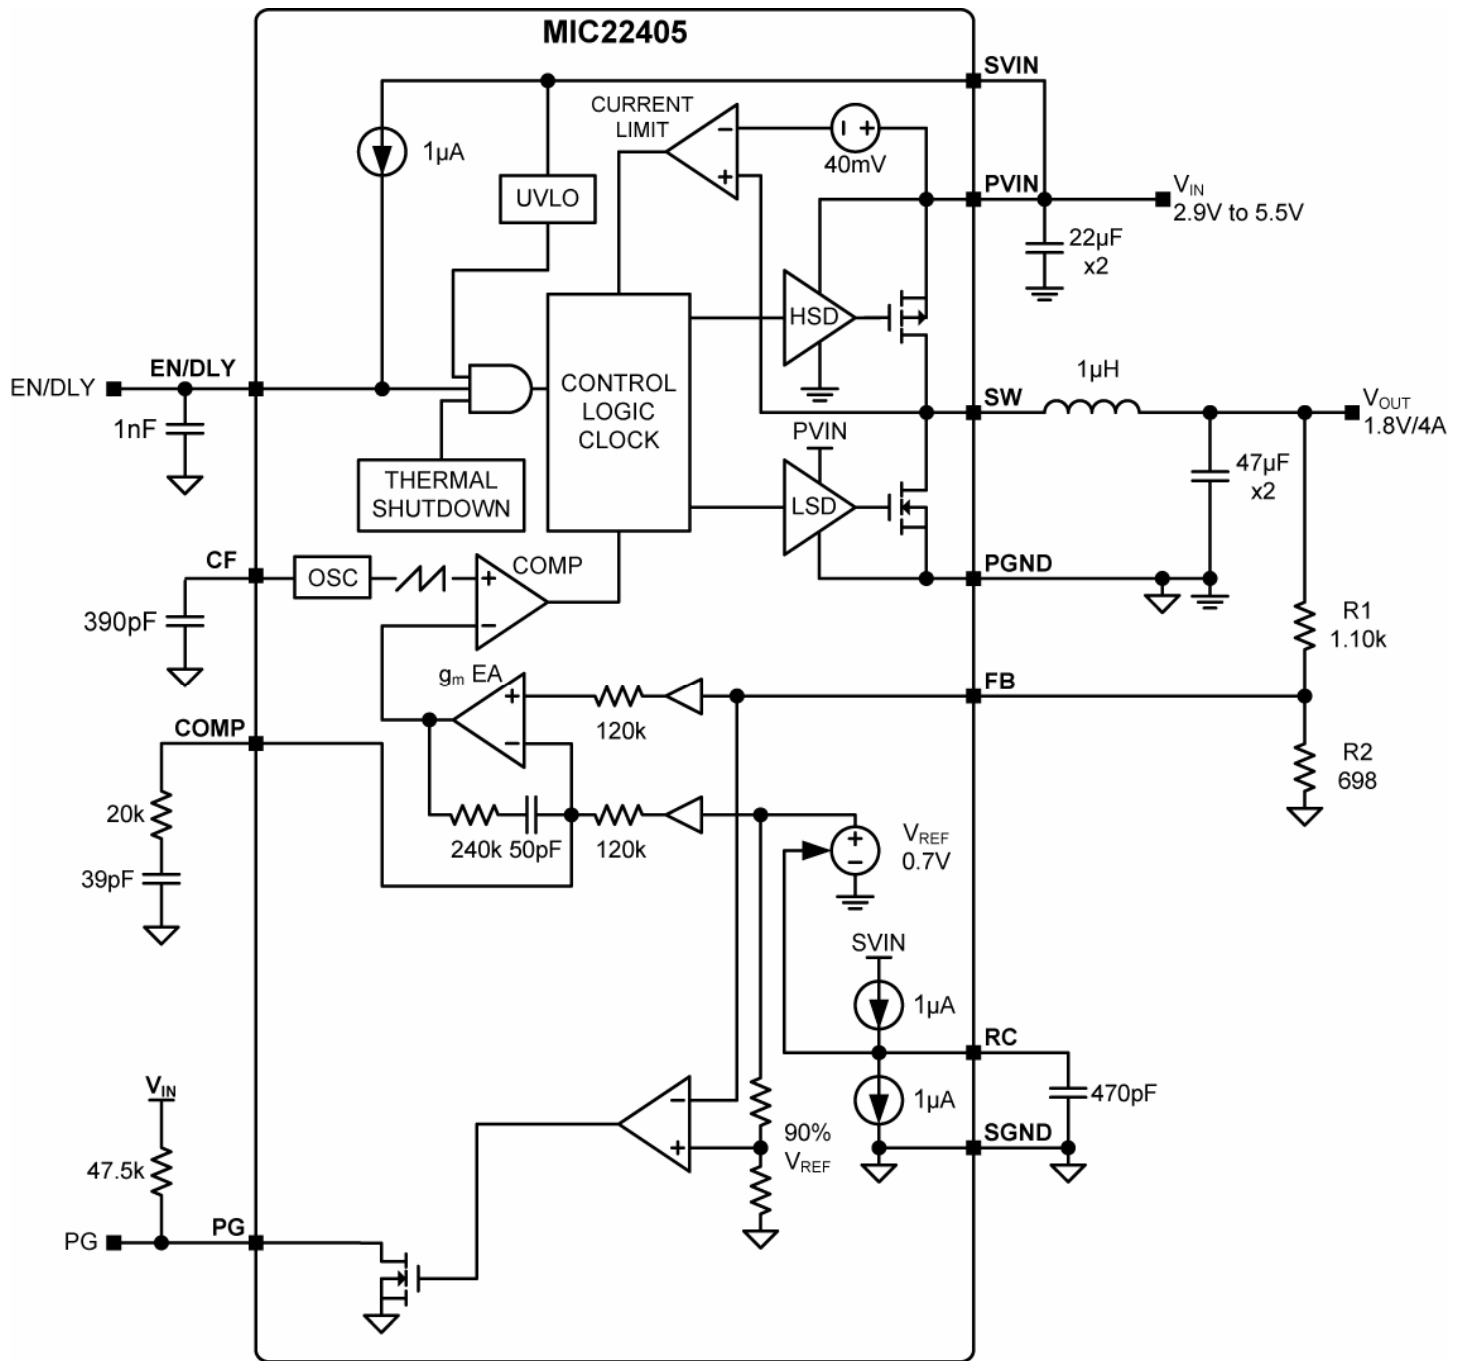 MIC22405
SVIN
CURRENT
LIMIT
−
+
40mV
1µA
UVLO
PVIN
VIN
2.9V to 5.5V
+
22µF
x2
HSD
EN/DLY
EN/DLY
1nF
CONTROL
LOGIC
CLOCK
THERMAL
SHUTDOWN
1µH
SW
VOUT
1.8V/4A
PVIN
LSD
47µF
x2
PGND
CF
OSC
+
COMP
−
390pF
R1
1.10k
gm EA
+
−
120k
FB
COMP
R2
698
20k
39pF
240k
50pF
120k
+
−
VREF
0.7V
SVIN
1µA
RC
1µA
470pF
SGND
VIN
47.5k
−
+
90%
VREF
PG
PG